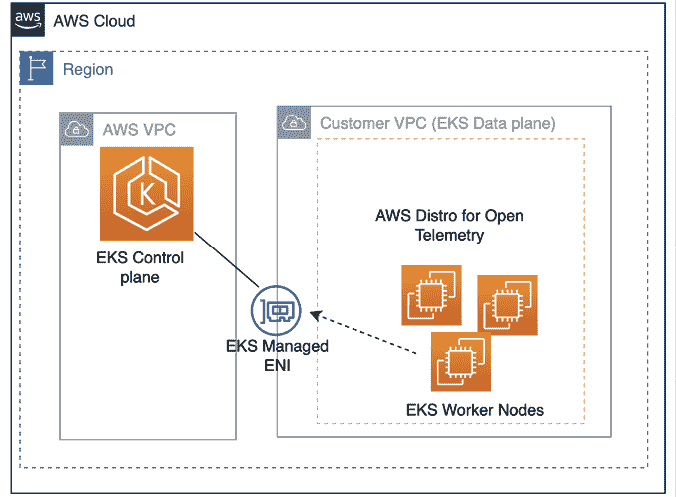 aws
AWS Cloud
Region
AWS VPC
Customer VPC (EKS Data plane)
K
EKS Control
plane
AWS Distro for Open
Telemetry
EKS Managed
ENI
EKS Worker Nodes